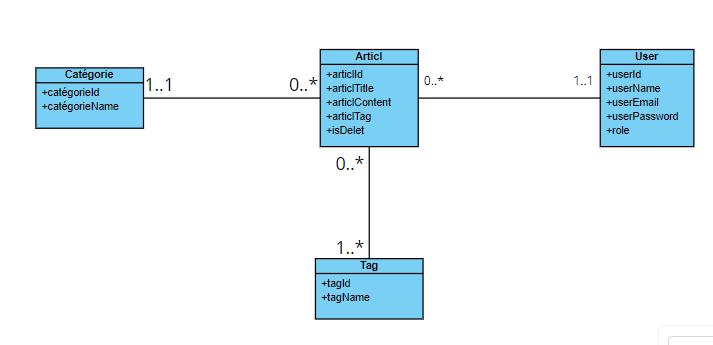 Catégorie
+catégorieId
+catégorieName
1..1
0..*
Articl
+articlId
+articlTitle
+articlContent
+articlTag
+isDelet
0..*
1..1
User
+userId
+userName
+userEmail
+userPassword
+role
0..*
1..*
Tag
+tagId
+tagName